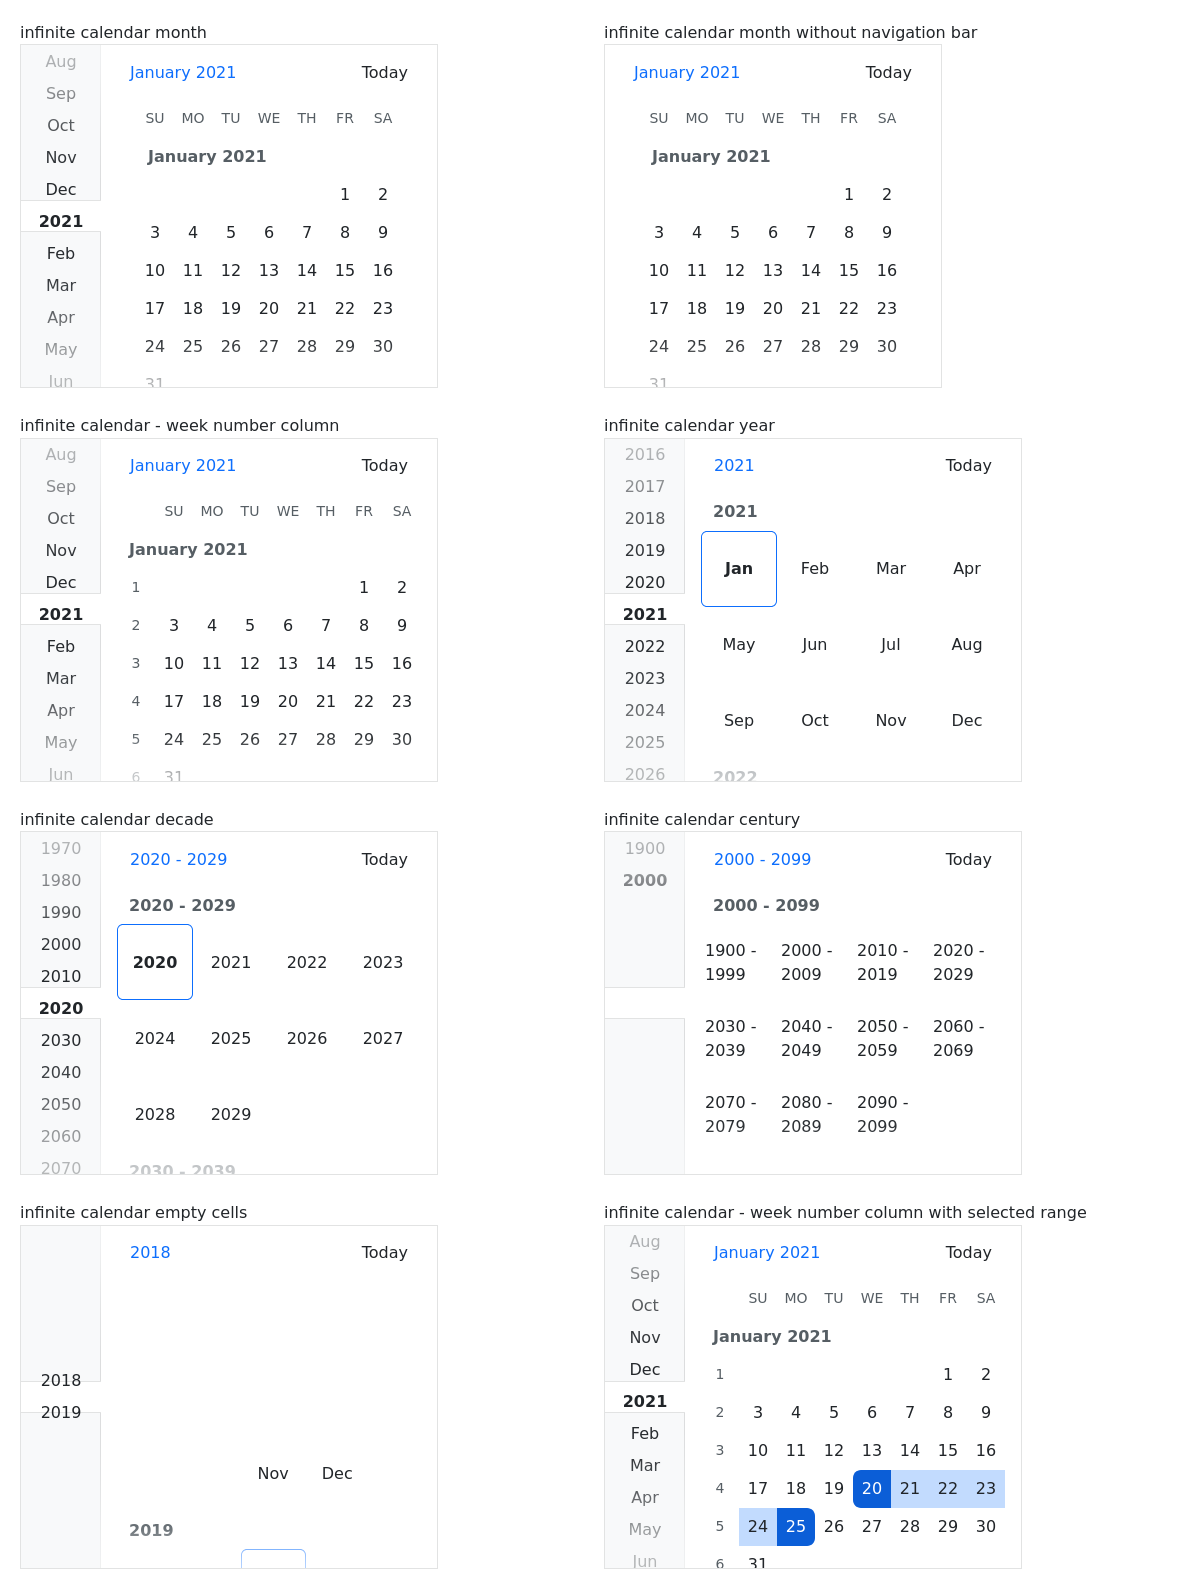 infinite calendar month
Aug
Sep
Oct
Nov
Dec
2021
Feb
Mar
Apr
May
Jun
January 2021 Today
SU MO TU WE TH FR SA
January 2021
1 2
3 4 5 6 7 8 9
10 11 12 13 14 15 16
17 18 19 20 21 22 23
24 25 26 27 28 29 30
31
infinite calendar month without navigation bar
January 2021 Today
SU MO TU WE TH FR SA
January 2021
1 2
3 4 5 6 7 8 9
10 11 12 13 14 15 16
17 18 19 20 21 22 23
24 25 26 27 28 29 30
31
infinite calendar - week number column
Aug
Sep
Oct
Nov
Dec
2021
Feb
Mar
Apr
May
Jun
January 2021 Today
SU MO TU WE TH FR SA
January 2021
1 1 2
2 3 4 5 6 7 8 9
3 10 11 12 13 14 15 16
4 17 18 19 20 21 22 23
5 24 25 26 27 28 29 30
6 31
infinite calendar year
2016
2017
2018
2019
2020
2021
2022
2023
2024
2025
2026
2021 Today
2021
Jan Feb Mar Apr
May Jun Jul Aug
Sep Oct Nov Dec
2022
infinite calendar decade
1970
1980
1990
2000
2010
2020
2030
2040
2050
2060
2070
2020 - 2029 Today
2020 - 2029
2020 2021 2022 2023
2024 2025 2026 2027
2028 2029
2030 - 2039
infinite calendar century
1900
2000
2000 - 2099 Today
2000 - 2099
1900 - 2000 - 2010 - 2020 -
1999 2009 2019 2029
2030 - 2040 - 2050 - 2060 -
2039 2049 2059 2069
2070 - 2080 - 2090 -
2079 2089 2099
infinite calendar empty cells
2018
2019
2018 Today
Nov Dec
2019
infinite calendar - week number column with selected range
Aug
Sep
Oct
Nov
Dec
2021
Feb
Mar
Apr
May
Jun
January 2021 Today
SU MO TU WE TH FR SA
January 2021
1 1 2
2 3 4 5 6 7 8 9
3 10 11 12 13 14 15 16
4 17 18 19 20 21 22 23
5 24 25 26 27 28 29 30
6 31